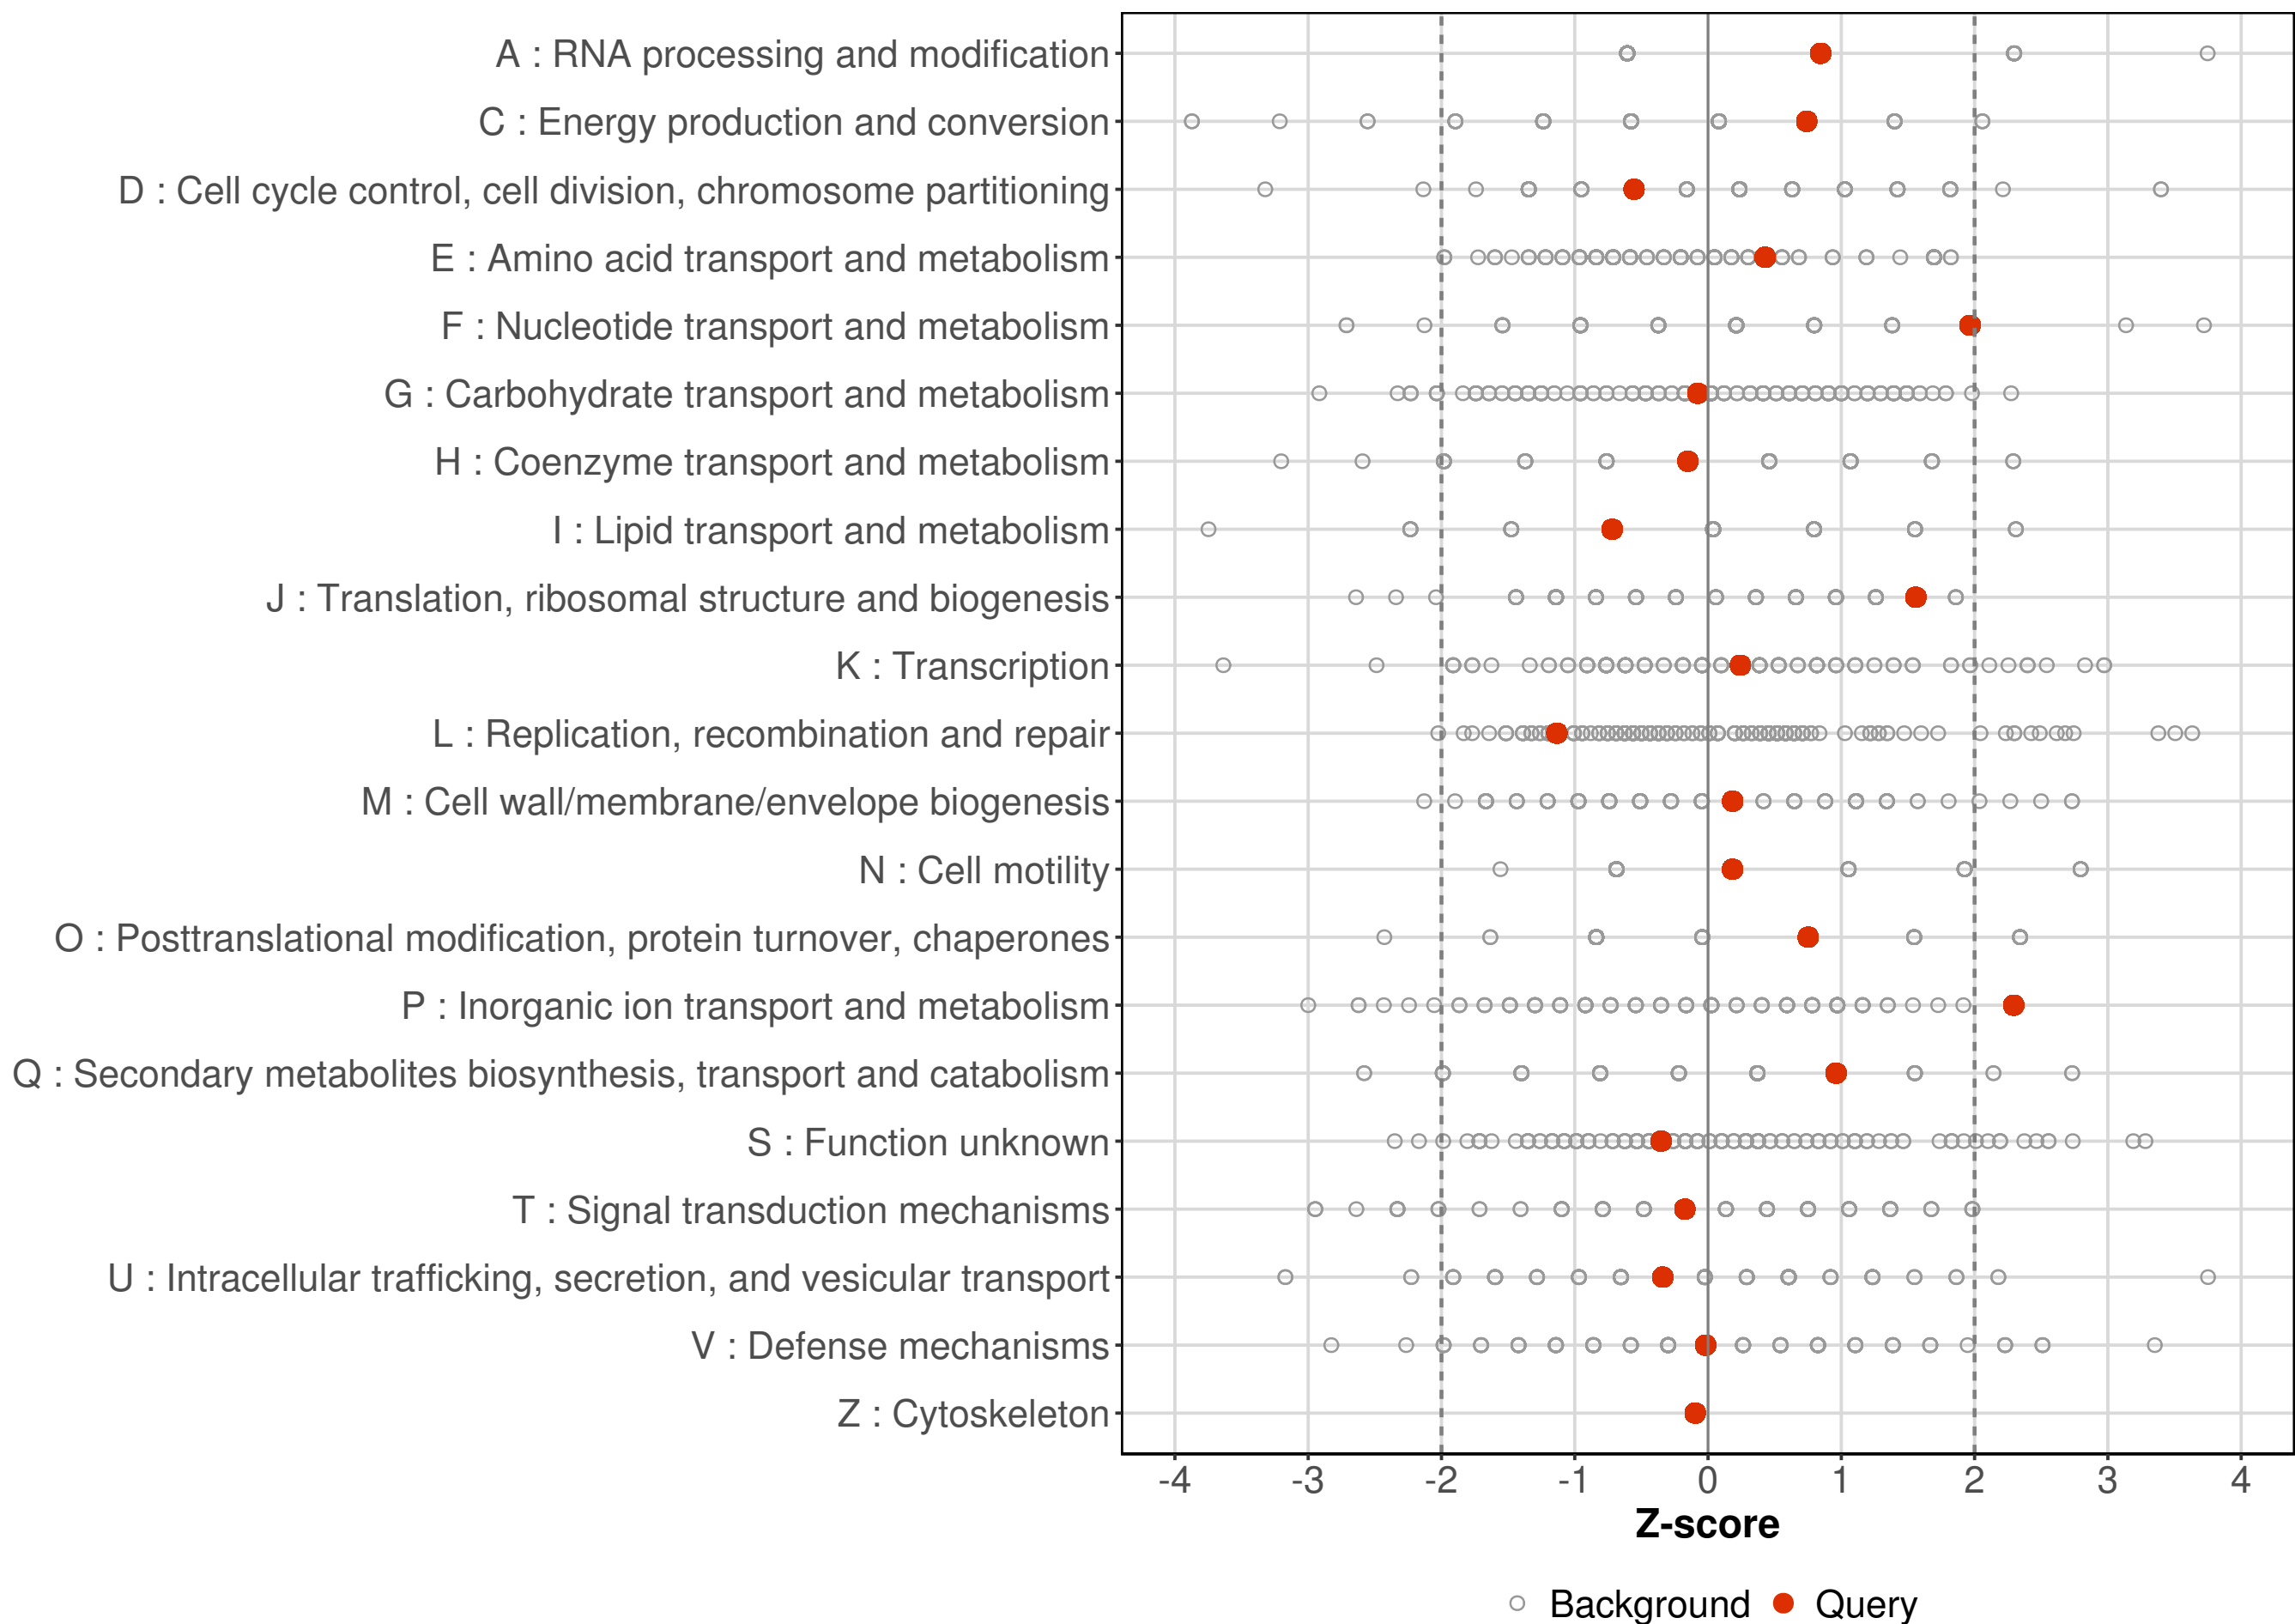 A : RNA processing and modification
C : Energy production and conversion
D : Cell cycle control, cell division, chromosome partitioning
E : Amino acid transport and metabolism
F : Nucleotide transport and metabolism
G : Carbohydrate transport and metabolism
H : Coenzyme transport and metabolism
I : Lipid transport and metabolism
J : Translation, ribosomal structure and biogenesis
K : Transcription
L : Replication, recombination and repair
M : Cell wall/membrane/envelope biogenesis
N : Cell motility
O : Posttranslational modification, protein turnover, chaperones
P : Inorganic ion transport and metabolism
Q : Secondary metabolites biosynthesis, transport and catabolism
S : Function unknown
T : Signal transduction mechanisms
U : Intracellular trafficking, secretion, and vesicular transport
V : Defense mechanisms
Z : Cytoskeleton
-4 -3 -2 -1 0 1 2 3 4
Z-score
Background Query